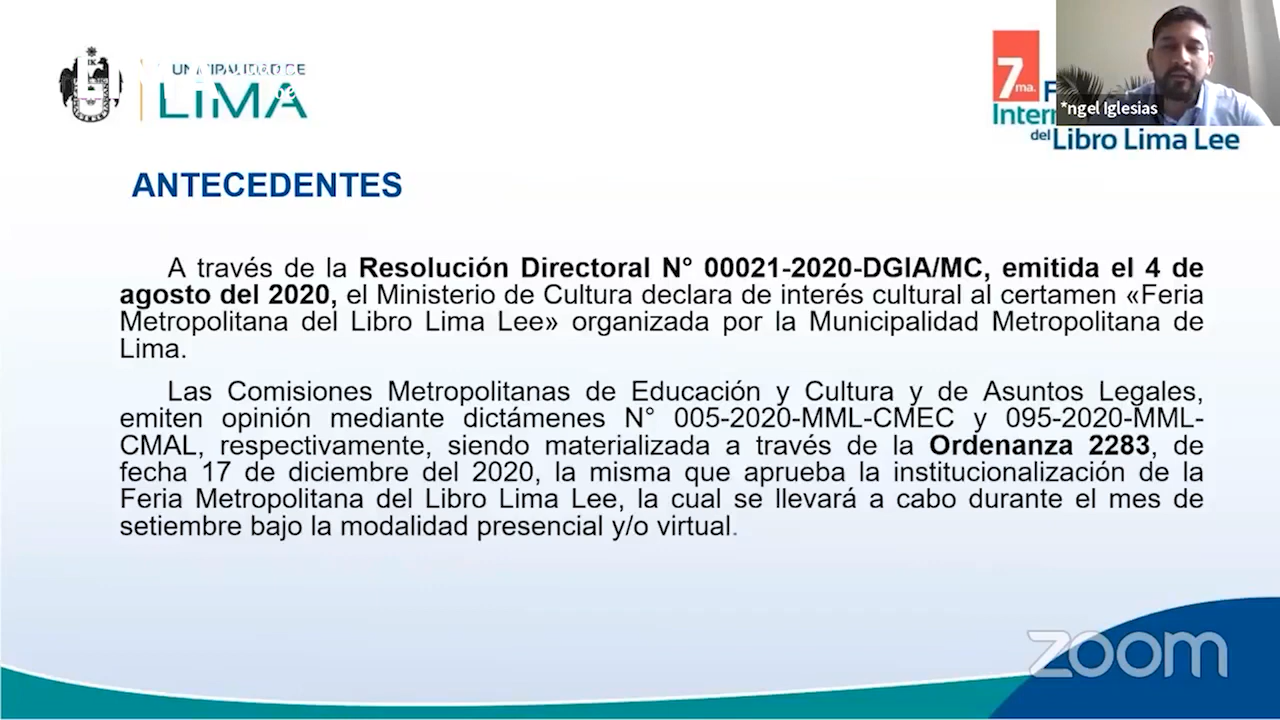 MUNICIPALIDAD DE
LIMA
7ma.
del Libro Lima Lee
*ngel Iglesias
ANTECEDENTES
A través de la Resolución Directoral N° 00021-2020-DGIA/MC, emitida el 4 de
agosto del 2020, el Ministerio de Cultura declara de interés cultural al certamen «Feria
Metropolitana del Libro Lima Lee» organizada por la Municipalidad Metropolitana de
Lima.
Las Comisiones Metropolitanas de Educación y Cultura y de Asuntos Legales,
emiten opinión mediante dictámenes N° 005-2020-MML-CMEC y 095-2020-MML-
CMAL, respectivamente, siendo materializada a través de la Ordenanza 2283, de
fecha 17 de diciembre del 2020, la misma que aprueba la institucionalización de la
Feria Metropolitana del Libro Lima Lee, la cual se llevará a cabo durante el mes de
setiembre bajo la modalidad presencial y/o virtual.
zoom